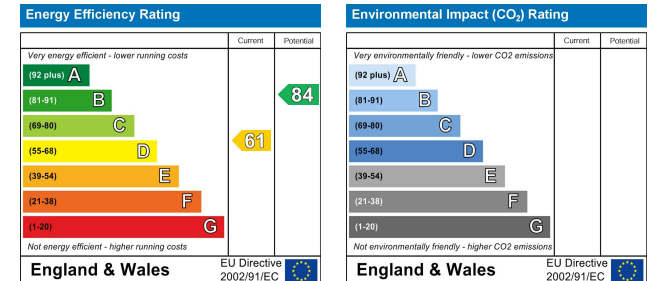 Energy Efficiency Rating
Current Potential
Very energy efficient - lower running costs
(92 plus) A
(81-91) B
84
(69-80) C
61
(55-68) D
(39-54) E
(21-38) F
(1-20) G
Not energy efficient - higher running costs
England & Wales
EU Directive
2002/91/EC
Environmental Impact (CO₂) Rating
Current Potential
Very environmentally friendly - lower CO2 emissions
(92 plus) A
(81-91) B
(69-80) C
(55-68) D
(39-54) E
(21-38) F
(1-20) G
Not environmentally friendly - higher CO2 emissions
England & Wales
EU Directive
2002/91/EC